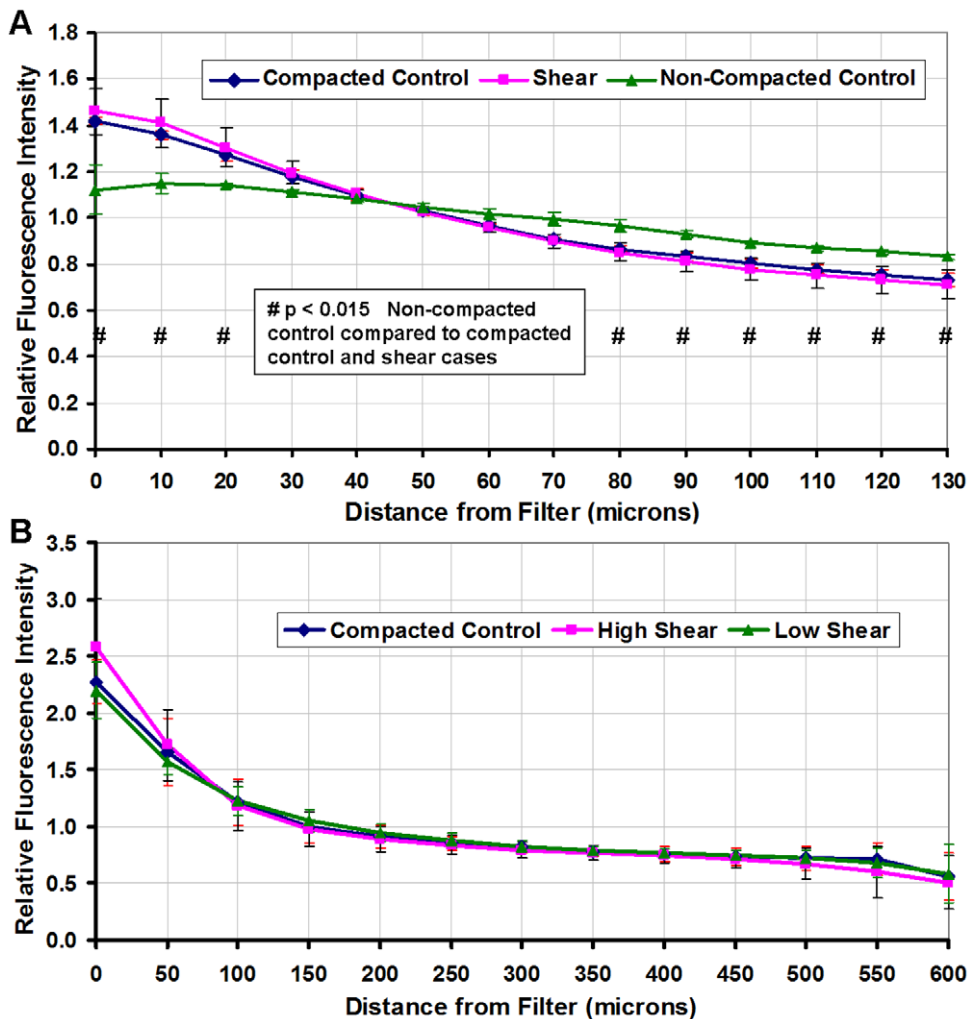 A
1.8
1.6
1.4
1.2
1.0
0.8
0.6
0.4
0.2
0.0
Relative Fluorescence Intensity
Compacted Control Shear Non-Compacted Control
# p < 0.015 Non-compacted
control compared to compacted
control and shear cases
# # # # # # # # #
0 10 20 30 40 50 60 70 80 90 100 110 120 130
Distance from Filter (microns)
B
3.5
3.0
2.5
2.0
1.5
1.0
0.5
0.0
Relative Fluorescence Intensity
Compacted Control High Shear Low Shear
0 50 100 150 200 250 300 350 400 450 500 550 600
Distance from Filter (microns)